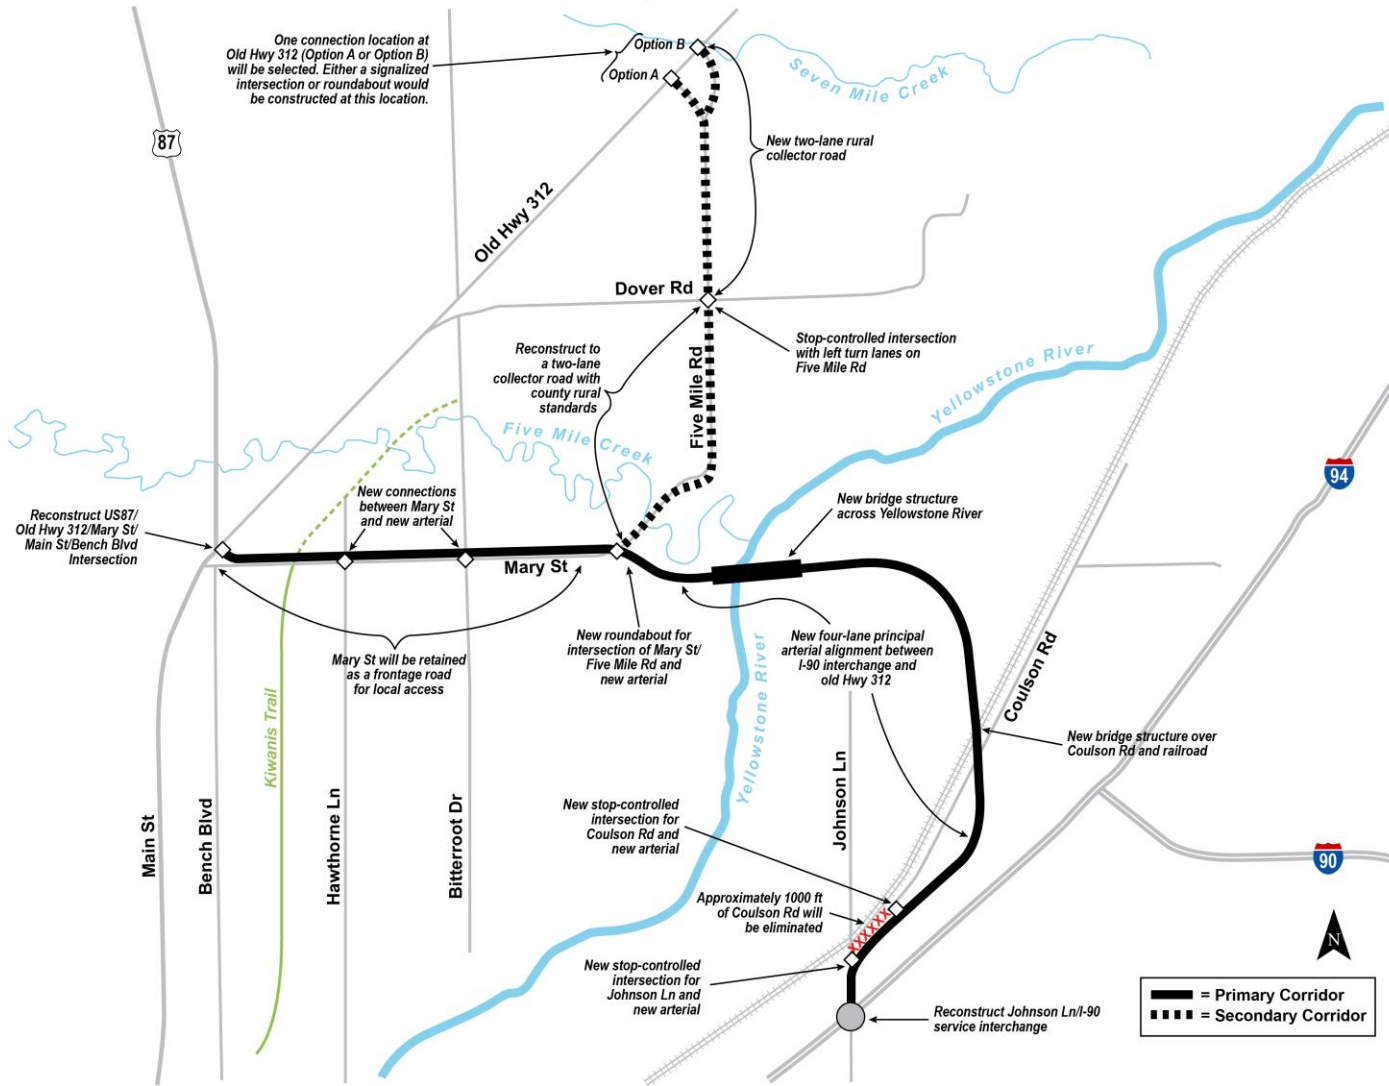 One connection location at
Old Hwy 312 (Option A or Option B)
will be selected. Either a signalized
intersection or roundabout would
be constructed at this location.
Option B
Option A
Seven Mile Creek
87
New two-lane rural
collector road
Old Hwy 312
Dover Rd
Stop-controlled intersection
with left turn lanes on
Five Mile Rd
Reconstruct to
a two-lane
collector road with
county rural
standards
Five Mile Rd
Yellowstone River
Five Mile Creek
94
New connections
between Mary St
and new arterial
New bridge structure
across Yellowstone River
Reconstruct US87/
Old Hwy 312/Mary St/
Main St/Bench Blvd
Intersection
Mary St
Mary St will be retained
as a frontage road
for local access
New roundabout for
intersection of Mary St/
Five Mile Rd and
new arterial
New four-lane principal
arterial alignment between
I-90 interchange and
old Hwy 312
Yellowstone River
Coulson Rd
Kiwanis Trail
New bridge structure over
Coulson Rd and railroad
Main St
Bench Blvd
Hawthorne Ln
Bitterroot Dr
Johnson Ln
New stop-controlled
intersection for
Coulson Rd and
new arterial
90
Approximately 1000 ft
of Coulson Rd will
be eliminated
XXXXXX
N
New stop-controlled
intersection for
Johnson Ln and
new arterial
Reconstruct Johnson Ln/I-90
service interchange
= Primary Corridor
= Secondary Corridor